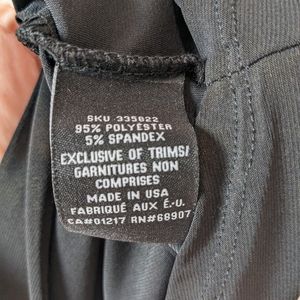 SKU 335822
95% POLYESTER
5% SPANDEX
EXCLUSIVE OF TRIMS/
GARNITURES NON
COMPRISES
MADE IN USA
FABRIQUÉ AUX É.-U.
CA#01217 RN#68907